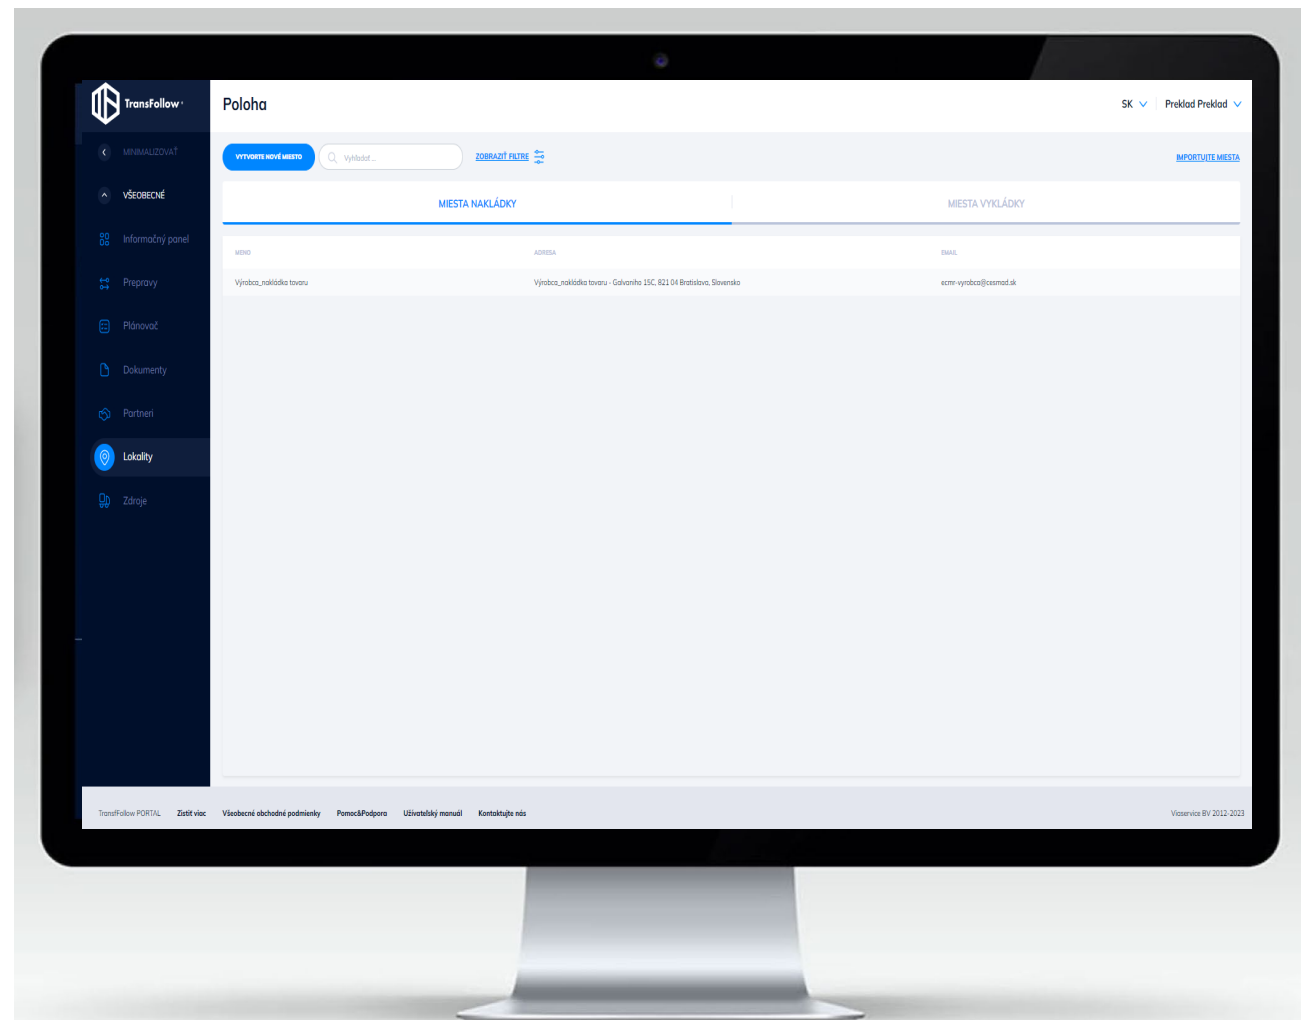 TransFollow
Poloha
SK
Preklad Preklad
MINIMALIZOVAŤ
VYTVORTE NOVÉ MIESTO
Vyhľadať ...
ZOBRAZIŤ FILTRE
IMPORTUJTE MIESTA
VŠEOBECNÉ
MIESTA NAKLÁDKY
MIESTA VYKLÁDKY
Informačný panel
MENO
ADRESA
EMAIL
Prepravy
Výrobca_nakládka tovaru
Výrobca_nakládka tovaru - Galvaniho 15C, 821 04 Bratislava, Slovensko
ecmr-vyrobca@cesmad.sk
Plánovač
Dokumenty
Partneri
Lokality
Zdroje
TransfFollow PORTAL
Zistiť viac
Všeobecné obchodné podmienky
Pomoc&Podpora
Užívatelský manuál
Kontaktujte nás
Viaservice BV 2012-2023